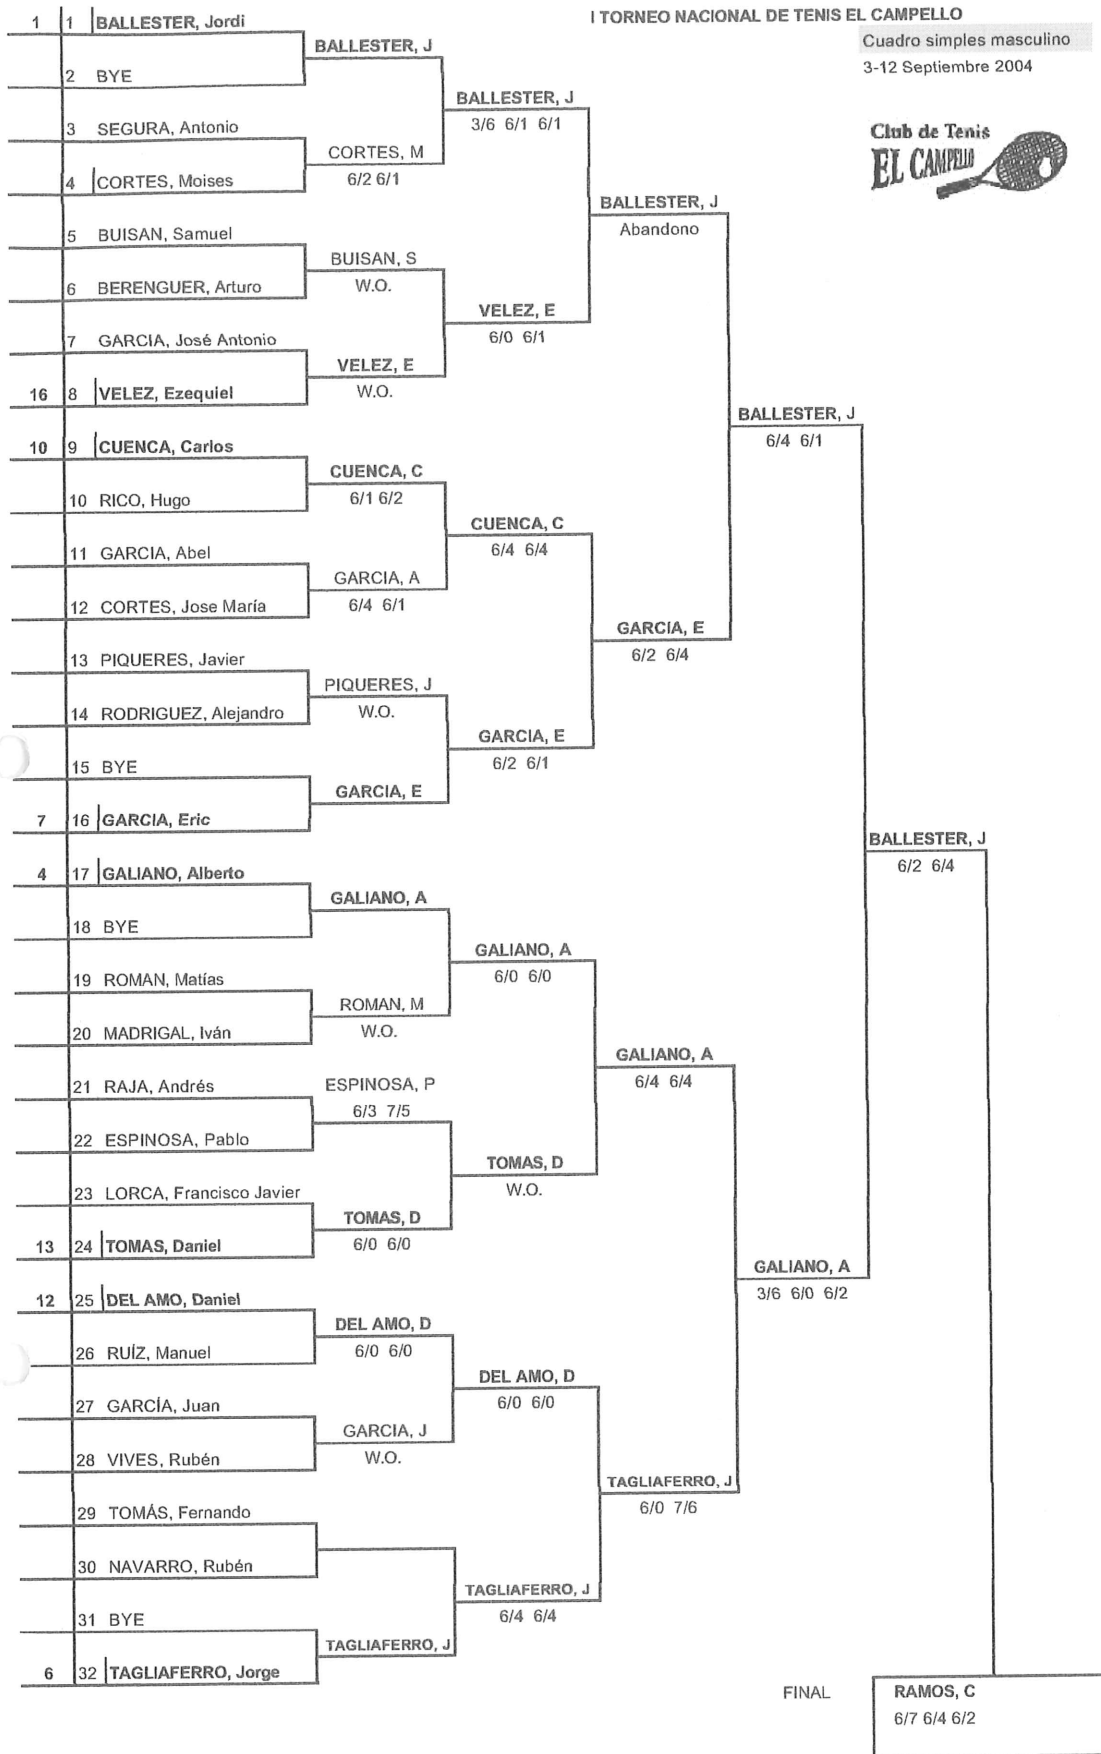 I TORNEO NACIONAL DE TENIS EL CAMPELLO
Cuadro simples masculino
3-12 Septiembre 2004
Club de Tenis
EL CAMPELLO
1 1 BALLESTER, Jordi
BALLESTER, J
2 BYE
BALLESTER, J
3/6 6/1 6/1
3 SEGURA, Antonio
CORTES, M
6/2 6/1
4 CORTES, Moises
BALLESTER, J
Abandono
5 BUISAN, Samuel
BUISAN, S
W.O.
6 BERENGUER, Arturo
VELEZ, E
6/0 6/1
7 GARCIA, José Antonio
VELEZ, E
W.O.
16 8 VELEZ, Ezequiel
BALLESTER, J
6/4 6/1
10 9 CUENCA, Carlos
CUENCA, C
6/1 6/2
10 RICO, Hugo
CUENCA, C
6/4 6/4
11 GARCIA, Abel
GARCIA, A
6/4 6/1
12 CORTES, Jose María
GARCIA, E
6/2 6/4
13 PIQUERES, Javier
PIQUERES, J
W.O.
14 RODRIGUEZ, Alejandro
GARCIA, E
6/2 6/1
15 BYE
GARCIA, E
7 16 GARCIA, Eric
BALLESTER, J
6/2 6/4
4 17 GALIANO, Alberto
GALIANO, A
18 BYE
GALIANO, A
6/0 6/0
19 ROMAN, Matías
ROMAN, M
W.O.
20 MADRIGAL, Iván
GALIANO, A
6/4 6/4
21 RAJA, Andrés
ESPINOSA, P
6/3 7/5
22 ESPINOSA, Pablo
TOMAS, D
W.O.
23 LORCA, Francisco Javier
TOMAS, D
6/0 6/0
13 24 TOMAS, Daniel
GALIANO, A
3/6 6/0 6/2
12 25 DEL AMO, Daniel
DEL AMO, D
6/0 6/0
26 RUÍZ, Manuel
DEL AMO, D
6/0 6/0
27 GARCÍA, Juan
GARCIA, J
W.O.
28 VIVES, Rubén
TAGLIAFERRO, J
6/0 7/6
29 TOMÁS, Fernando
30 NAVARRO, Rubén
TAGLIAFERRO, J
6/4 6/4
31 BYE
TAGLIAFERRO, J
6 32 TAGLIAFERRO, Jorge
FINAL
RAMOS, C
6/7 6/4 6/2